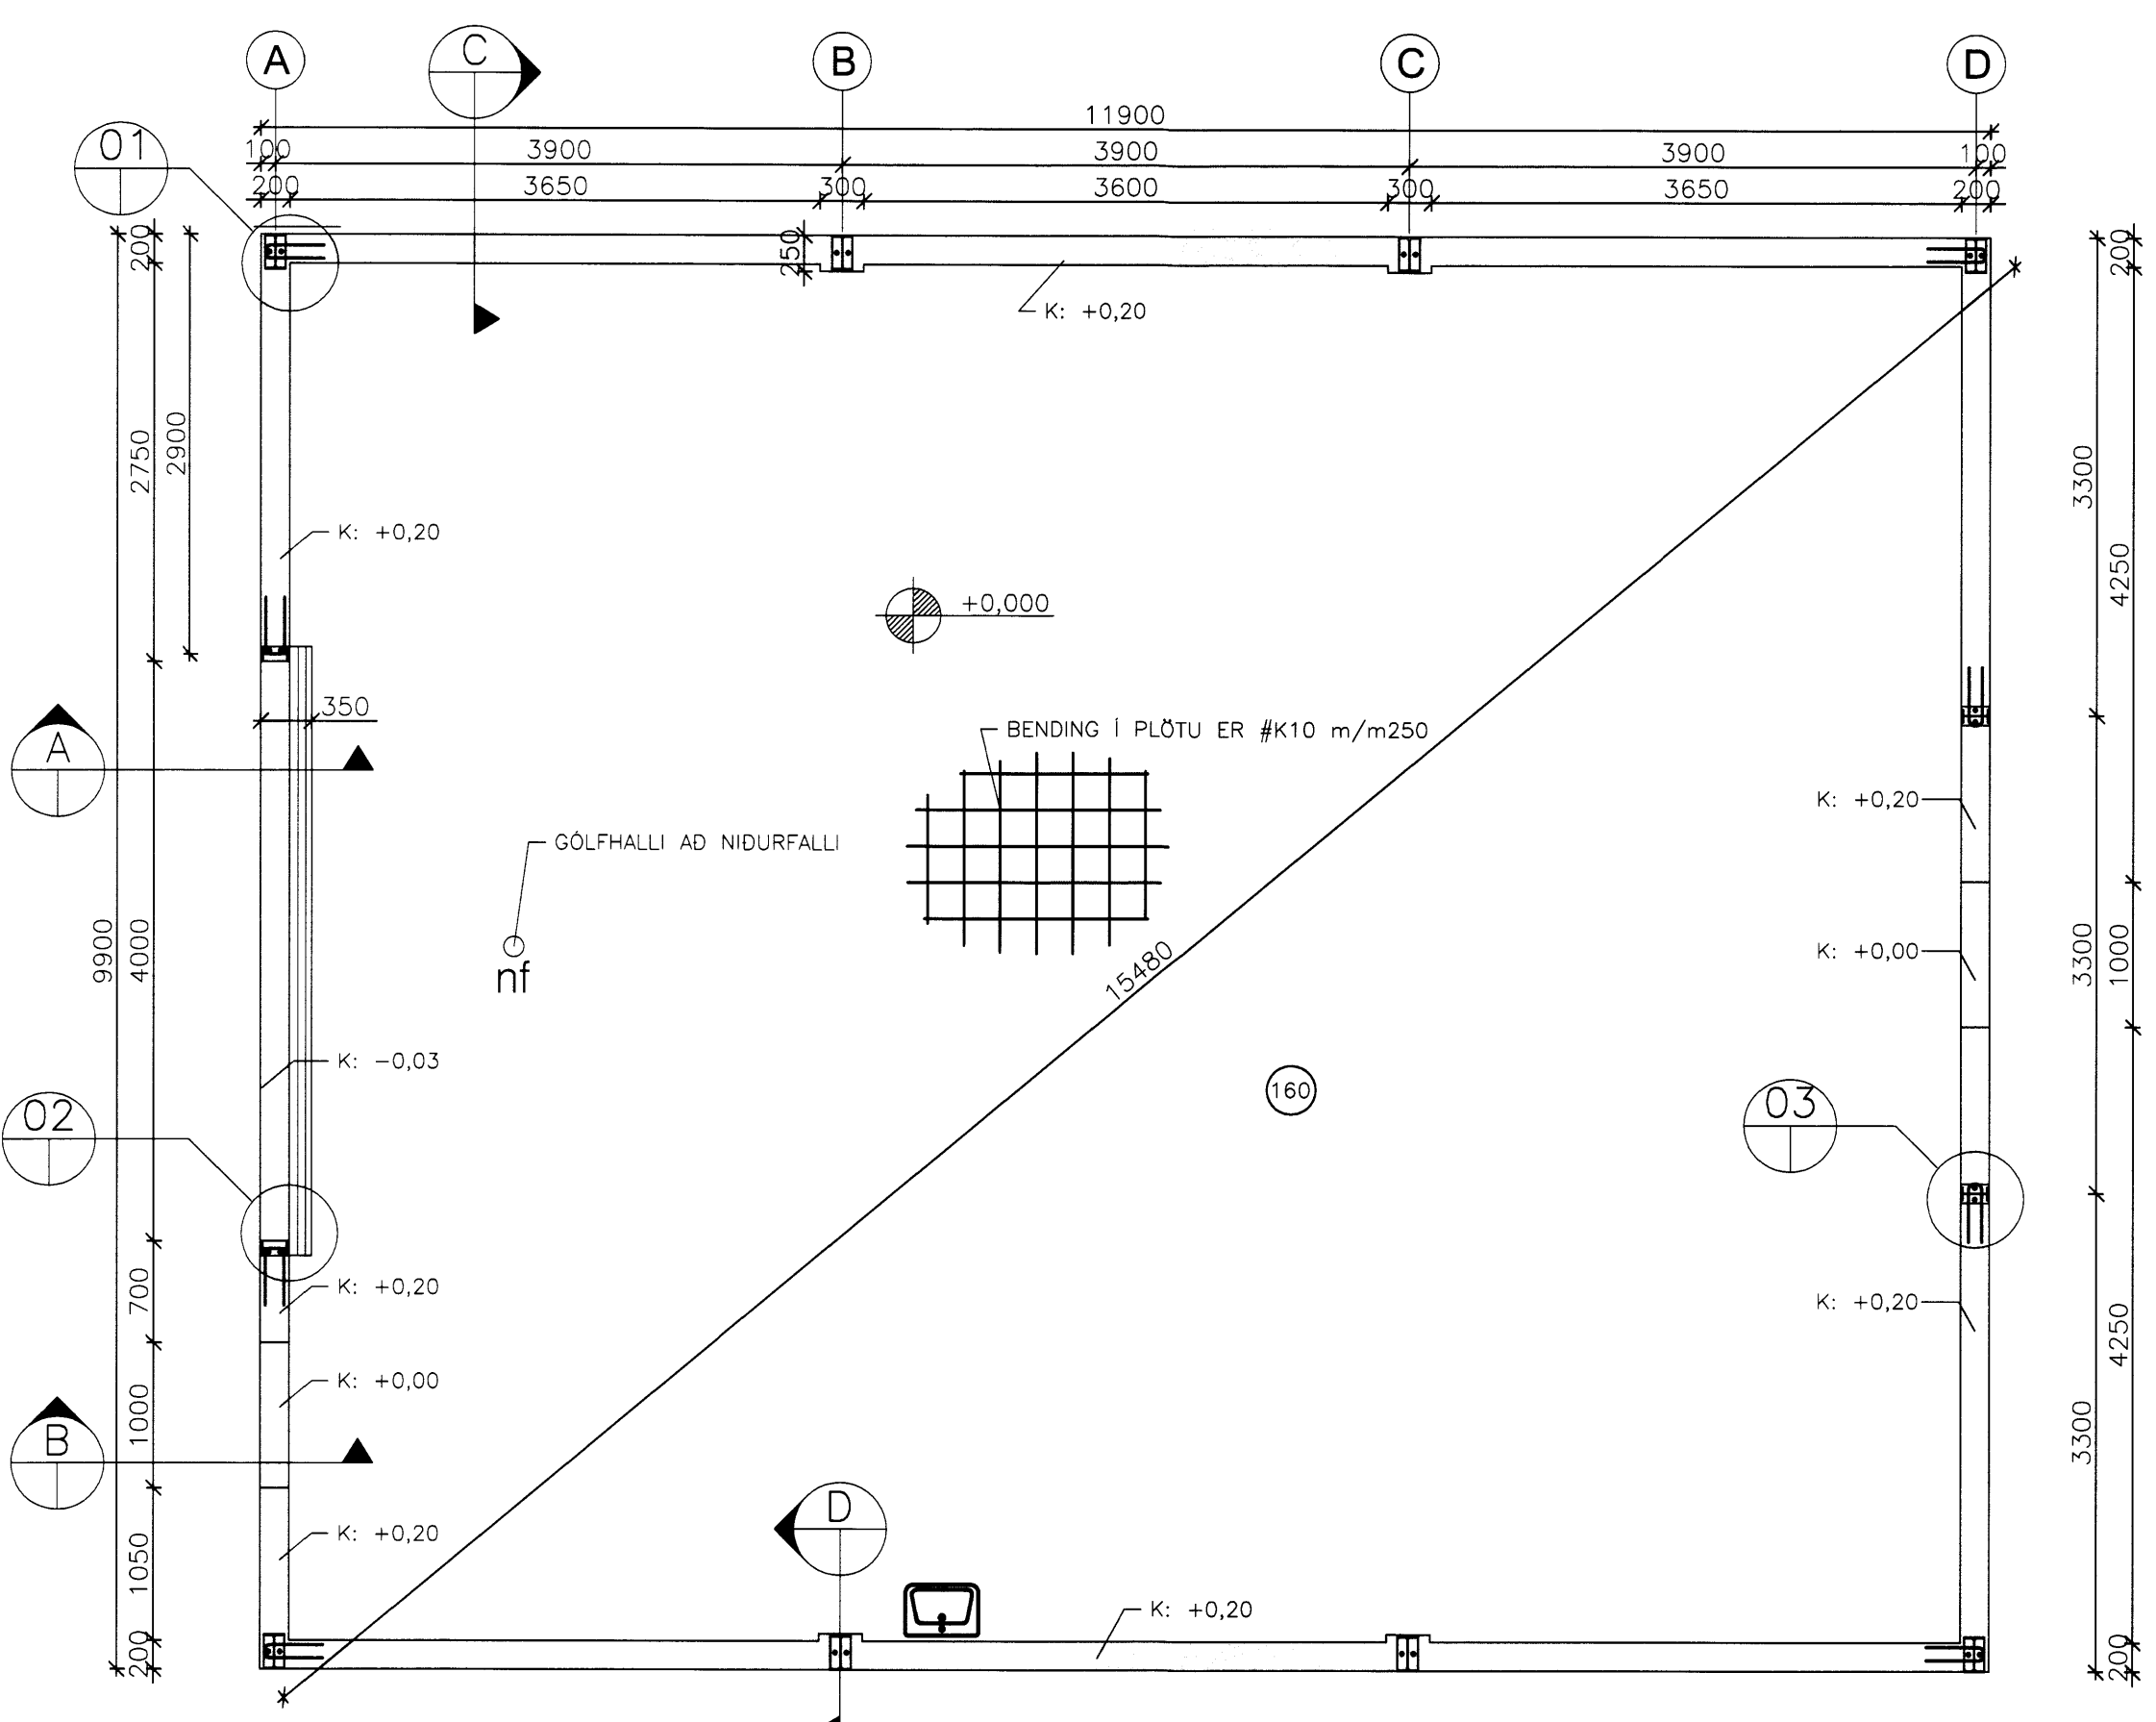 A
C
B
C
D
11900
01
100
3900
3900
3900
100
200
3650
300
3600
300
3650
200
200
250
200
K: +0,20
2750
2900
3300
K: +0,20
4250
+0,000
350
BENDING Í PLÖTU ER #K10 m/m250
A
K: +0,20
GÓLFHALLI AÐ NIÐURFALLI
9900
4000
nf
15480
K: +0,00
3300
1000
K: -0,03
160
02
03
700
K: +0,20
K: +0,20
4250
1000
K: +0,00
3300
B
D
1050
K: +0,20
K: +0,20
200
200